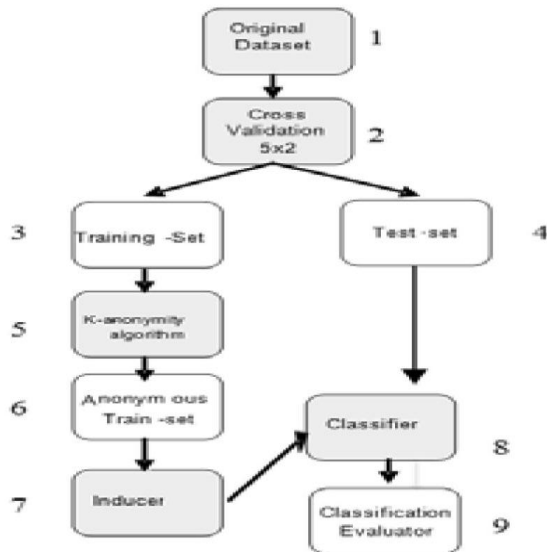 Original
Dataset
1
Cross
Validation
5x2
2
3
Training -Set
Test -set
4
5
K-anonymity
algorithm
6
Anonym ous
Train -set
Classifier
8
7
Inducer
Classification
Evaluator
9